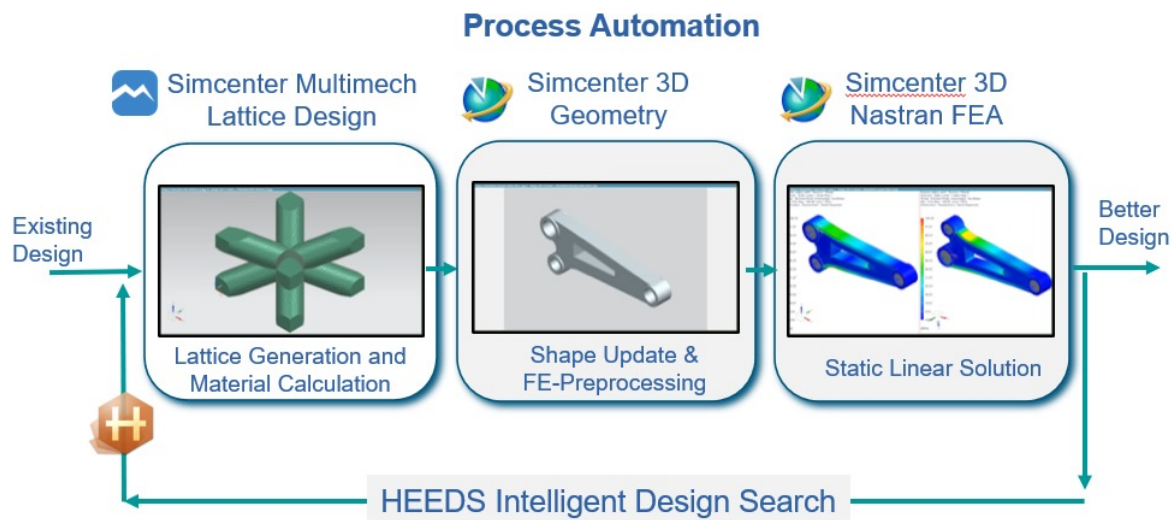 Process Automation
Simcenter Multimech
Lattice Design
Simcenter 3D
Geometry
Simcenter 3D
Nastran FEA
Existing
Design
Better
Design
Lattice Generation and
Material Calculation
Shape Update &
FE-Preprocessing
Static Linear Solution
H
HEEDS Intelligent Design Search